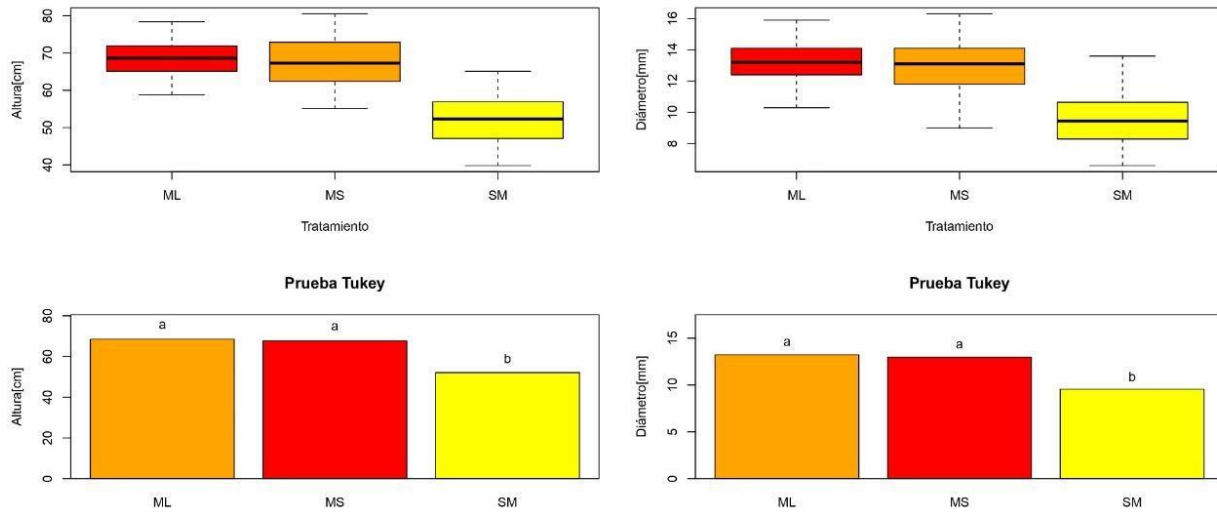 Altura[cm]
80
70
60
50
40
ML MS SM
Tratamiento
Diámetro[mm]
16
14
12
10
8
ML MS SM
Tratamiento
Prueba Tukey
Altura[cm]
80
60
40
20
0
a a b
ML MS SM
Prueba Tukey
Diámetro[mm]
15
10
5
0
a a b
ML MS SM